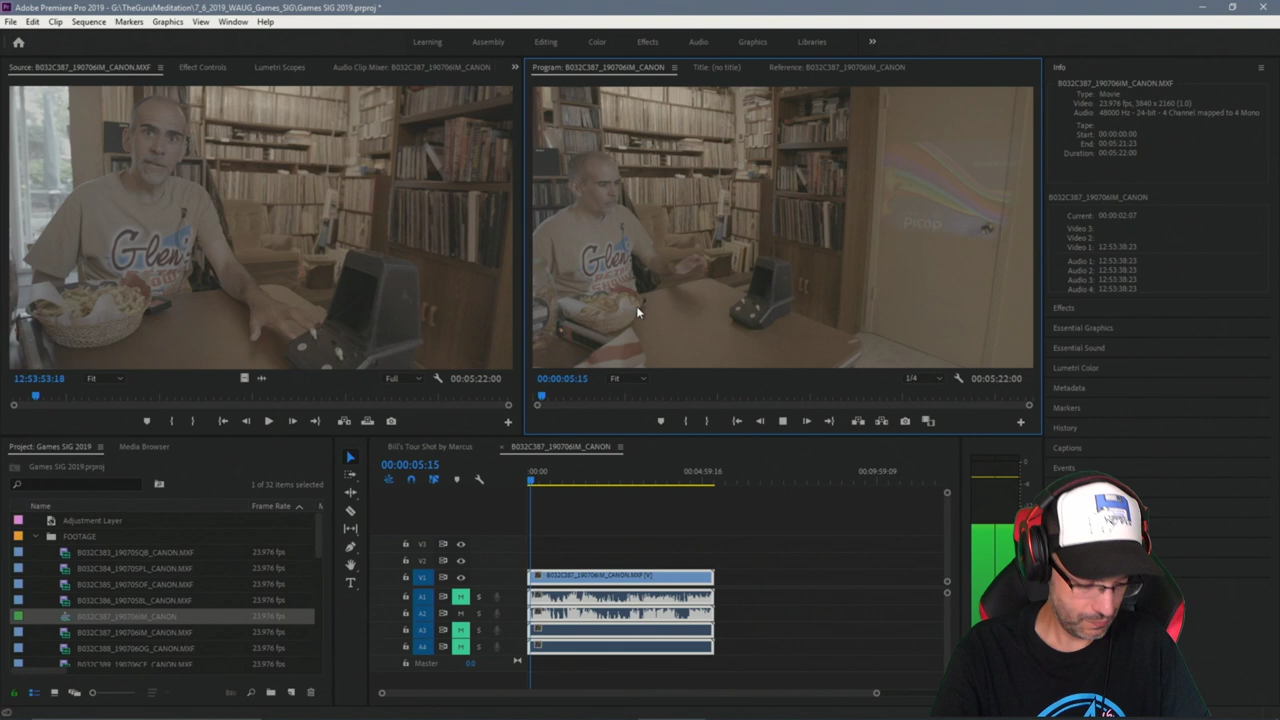 Adobe Premiere Pro 2019 - G:\TheGuruMeditation\7_6_2019_WAUG_Games_SIG\Games SIG 2019.prproj *
File Edit Clip Sequence Markers Graphics View Window Help
Learning Assembly Editing Color Effects Audio Graphics Libraries
Source: B032C387_190706IM_CANON.MXF Effect Controls Lumetri Scopes Audio Clip Mixer: B032C387_190706IM_CANON
Program: B032C387_190706IM_CANON Title: (no title) Reference: B032C387_190706IM_CANON
Info
B032C387_190706IM_CANON.MXF
Type: Movie
Video: 23.976 fps, 3840 x 2160 (1.0)
Audio: 48000 Hz - 24-bit - 4 Channel mapped to 4 Mono
Tape:
Start: 00:00:00:00
End: 00:05:21:23
Duration: 00:05:22:00
B032C387_190706IM_CANON
Current: 00:00:02:07
Video 3:
Video 2:
Audio 1: 12:53:38:23
Audio 2: 12:53:38:23
Audio 3: 12:53:38:23
Audio 4: 12:53:38:23
Effects
Essential Graphics
Essential Sound
Lumetri Color
Metadata
Markers
History
Captions
Events
Glen's
picap
12:53:53:18 Fit Full 00:05:22:00
00:00:05:15 Fit 1/4 00:05:22:00
Project: Games SIG 2019 Media Browser
Games SIG 2019.prproj
1 of 32 items selected
Name Frame Rate
Adjustment Layer
FOOTAGE
B032C383_190705QB_CANON.MXF 23.976 fps
B032C384_190705PL_CANON.MXF 23.976 fps
B032C385_190705OF_CANON.MXF 23.976 fps
B032C386_190705BL_CANON.MXF 23.976 fps
B032C387_190706IM_CANON 23.976 fps
B032C387_190706IM_CANON.MXF 23.976 fps
B032C388_190706OG_CANON.MXF 23.976 fps
B032C389_190706CF_CANON.MXF 23.976 fps
Bill's Tour Shot by Marcus B032C387_190706IM_CANON
00:00:05:15
:00:00 00:04:59:16 00:09:59:09
V3
V2
V1 B032C387_190706IM_CANON.MXF [V]
A1 M S
A2 M S
A3 M S
A4 M S
Master 0.0